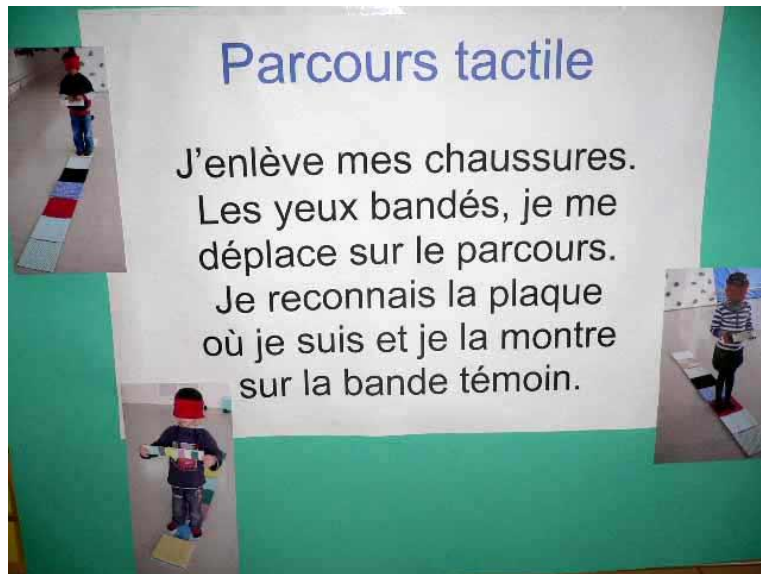 Parcours tactile
J'enlève mes chaussures.
Les yeux bandés, je me
déplace sur le parcours.
Je reconnais la plaque
où je suis et je la montre
sur la bande témoin.